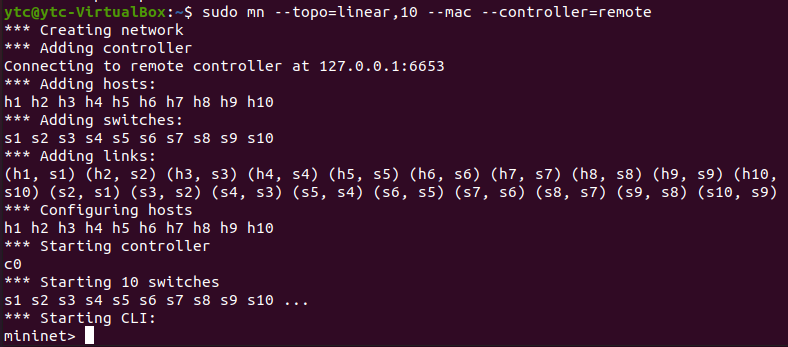 ytc@ytc-VirtualBox:~$ sudo mn --topo=linear,10 --mac --controller=remote
*** Creating network
*** Adding controller
Connecting to remote controller at 127.0.0.1:6653
*** Adding hosts:
h1 h2 h3 h4 h5 h6 h7 h8 h9 h10
*** Adding switches:
s1 s2 s3 s4 s5 s6 s7 s8 s9 s10
*** Adding links:
(h1, s1) (h2, s2) (h3, s3) (h4, s4) (h5, s5) (h6, s6) (h7, s7) (h8, s8) (h9, s9) (h10,
s10) (s2, s1) (s3, s2) (s4, s3) (s5, s4) (s6, s5) (s7, s6) (s8, s7) (s9, s8) (s10, s9)
*** Configuring hosts
h1 h2 h3 h4 h5 h6 h7 h8 h9 h10
*** Starting controller
c0
*** Starting 10 switches
s1 s2 s3 s4 s5 s6 s7 s8 s9 s10 ...
*** Starting CLI:
mininet>